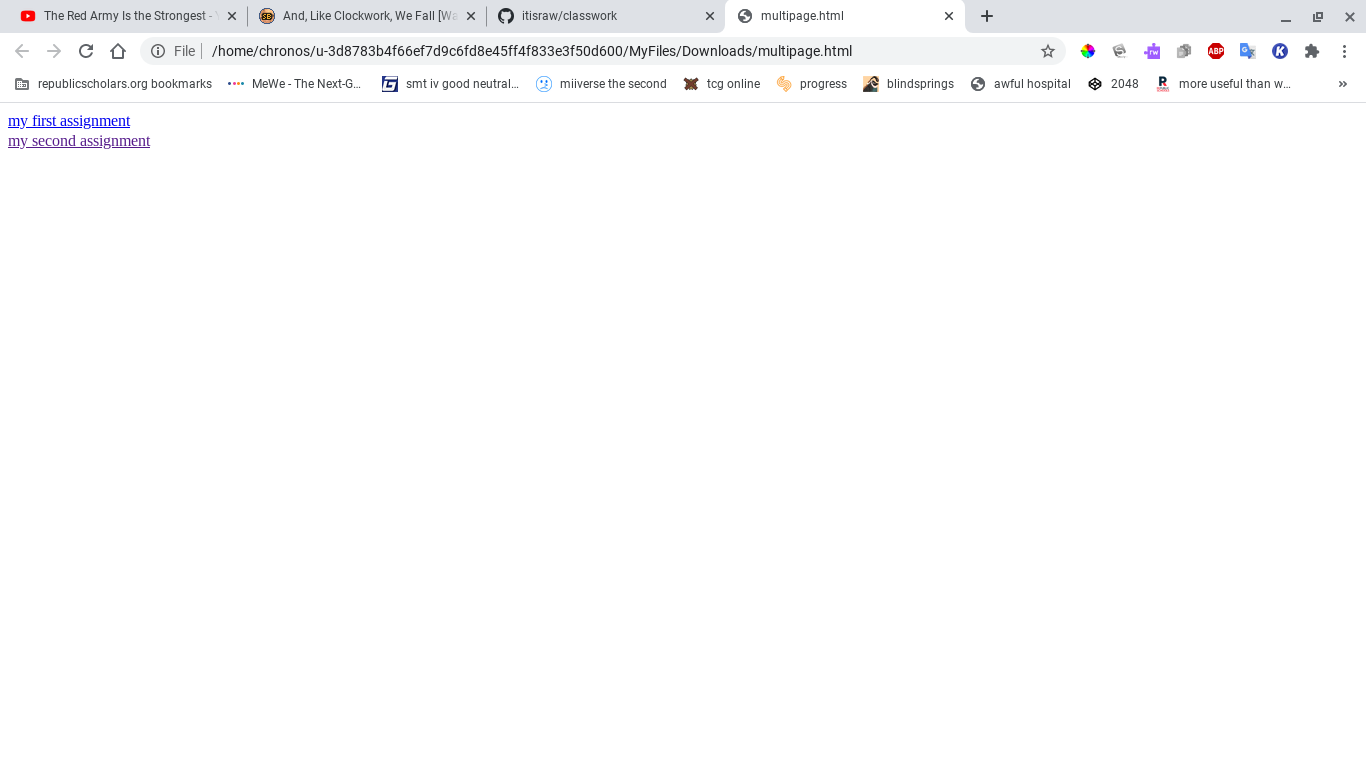 The Red Army Is the Strongest -
And, Like Clockwork, We Fall [Wa
itisraw/classwork
multipage.html
File
/home/chronos/u-3d8783b4f66ef7d9c6fd8e45ff4f833e3f50d600/MyFiles/Downloads/multipage.html
rw
ABP
G
K
republicscholars.org bookmarks
MeWe - The Next-G...
smt iv good neutral...
miiverse the second
tcg online
progress
blindsprings
awful hospital
2048
more useful than w...
»
my first assignment
my second assignment